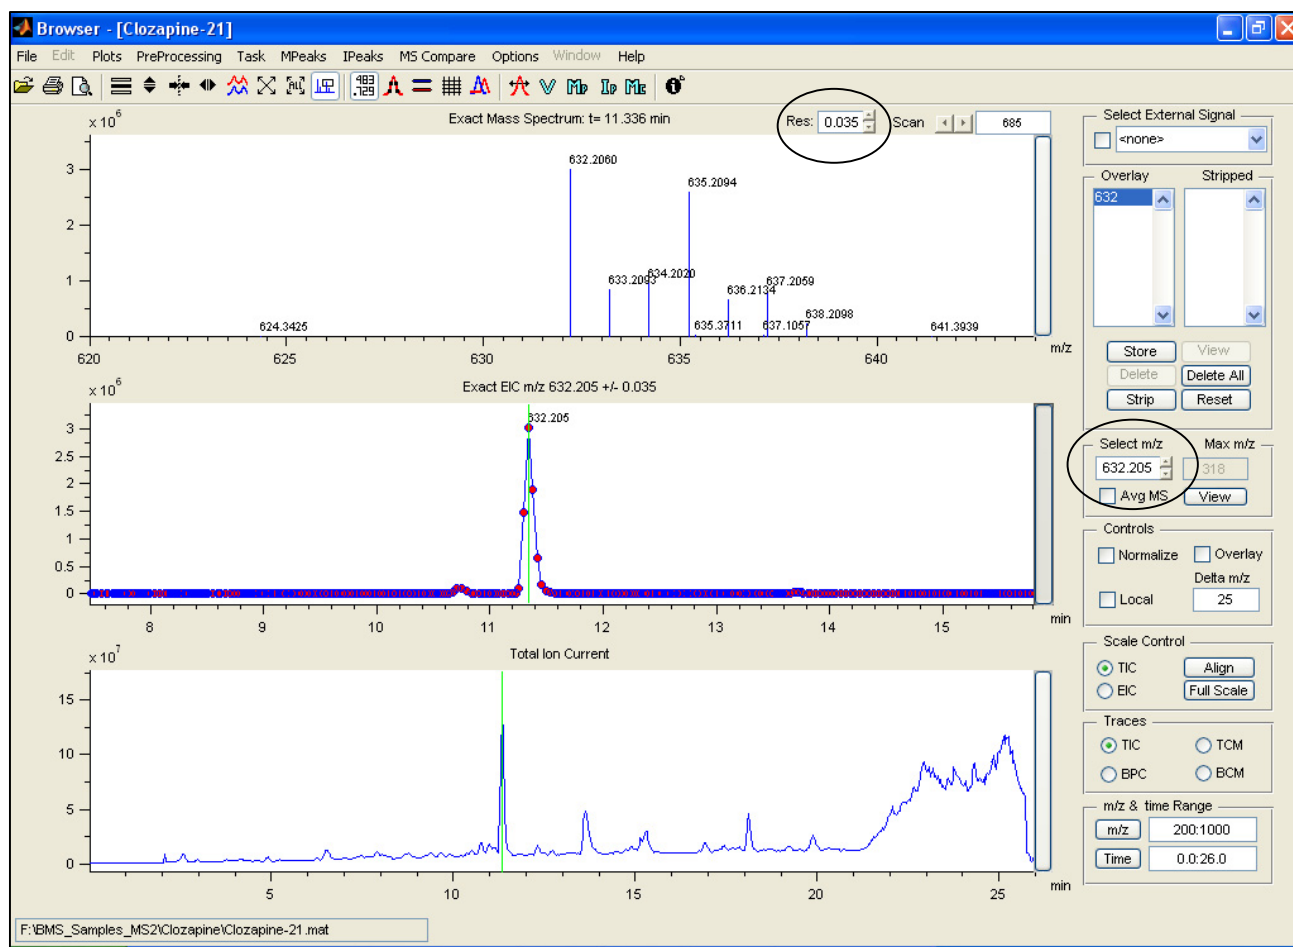 Browser - [Clozapine-21]
File Edit Plots PreProcessing Task MPeaks IPeaks MS Compare Options Window Help
Exact Mass Spectrum: t= 11.336 min
Res: 0.035 Scan 685
x 10^6
3
2
1
0
632.2060
635.2094
633.2093
634.2020
636.2134
637.2059
638.2098
624.3425
635.3711
637.1057
641.3939
620 625 630 635 640
m/z
Exact EIC m/z 632.205 +/- 0.035
x 10^6
632.205
3
2.5
2
1.5
1
0.5
0
8 9 10 11 12 13 14 15
min
Total Ion Current
x 10^7
15
10
5
0
5 10 15 20 25
min
Select External Signal
<none>
Overlay Stripped
632
Store View
Delete Delete All
Strip Reset
Select m/z Max m/z
632.205 318
Avg MS View
Controls
Normalize Overlay
Delta m/z
Local 25
Scale Control
TIC Align
EIC Full Scale
Traces
TIC TCM
BPC BCM
m/z & time Range
m/z 200:1000
Time 0.0:26.0
F:\BMS_Samples_MS2\Clozapine\Clozapine-21.mat